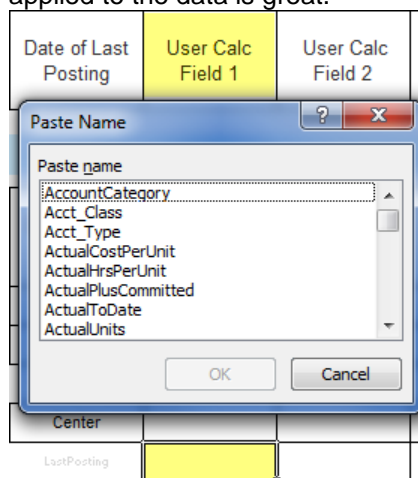 applied to the data is great.
Date of Last
Posting
User Calc
Field 1
User Calc
Field 2
Paste Name
?
x
Paste name
AccountCategory
Acct_Class
Acct_Type
ActualCostPerUnit
ActualHrsPerUnit
ActualPlusCommitted
ActualToDate
ActualUnits
OK
Cancel
Center
LastPosting